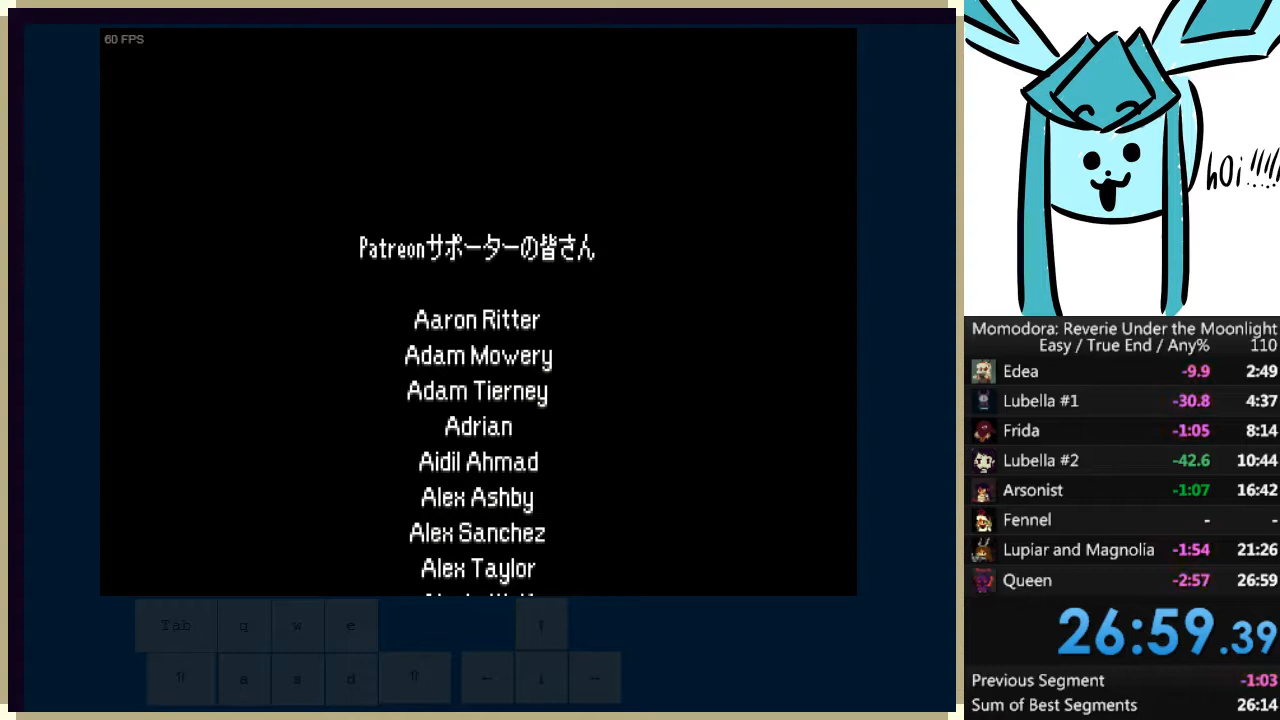 60 FPS
Patreonサポーターの皆さん
Aaron Ritter
Adam Mowery
Adam Tierney
Adrian
Aidil Ahmad
Alex Ashby
Alex Sanchez
Alex Taylor
Tab q w e ↑
⇧ a s d ⇧ ← ↓ →
hOi!!!!
Momodora: Reverie Under the Moonlight
Easy / True End / Any% 110
Edea -9.9 2:49
Lubella #1 -30.8 4:37
Frida -1:05 8:14
Lubella #2 -42.6 10:44
Arsonist -1:07 16:42
Fennel - -
Lupiar and Magnolia -1:54 21:26
Queen -2:57 26:59
26:59.39
Previous Segment -1:03
Sum of Best Segments 26:14